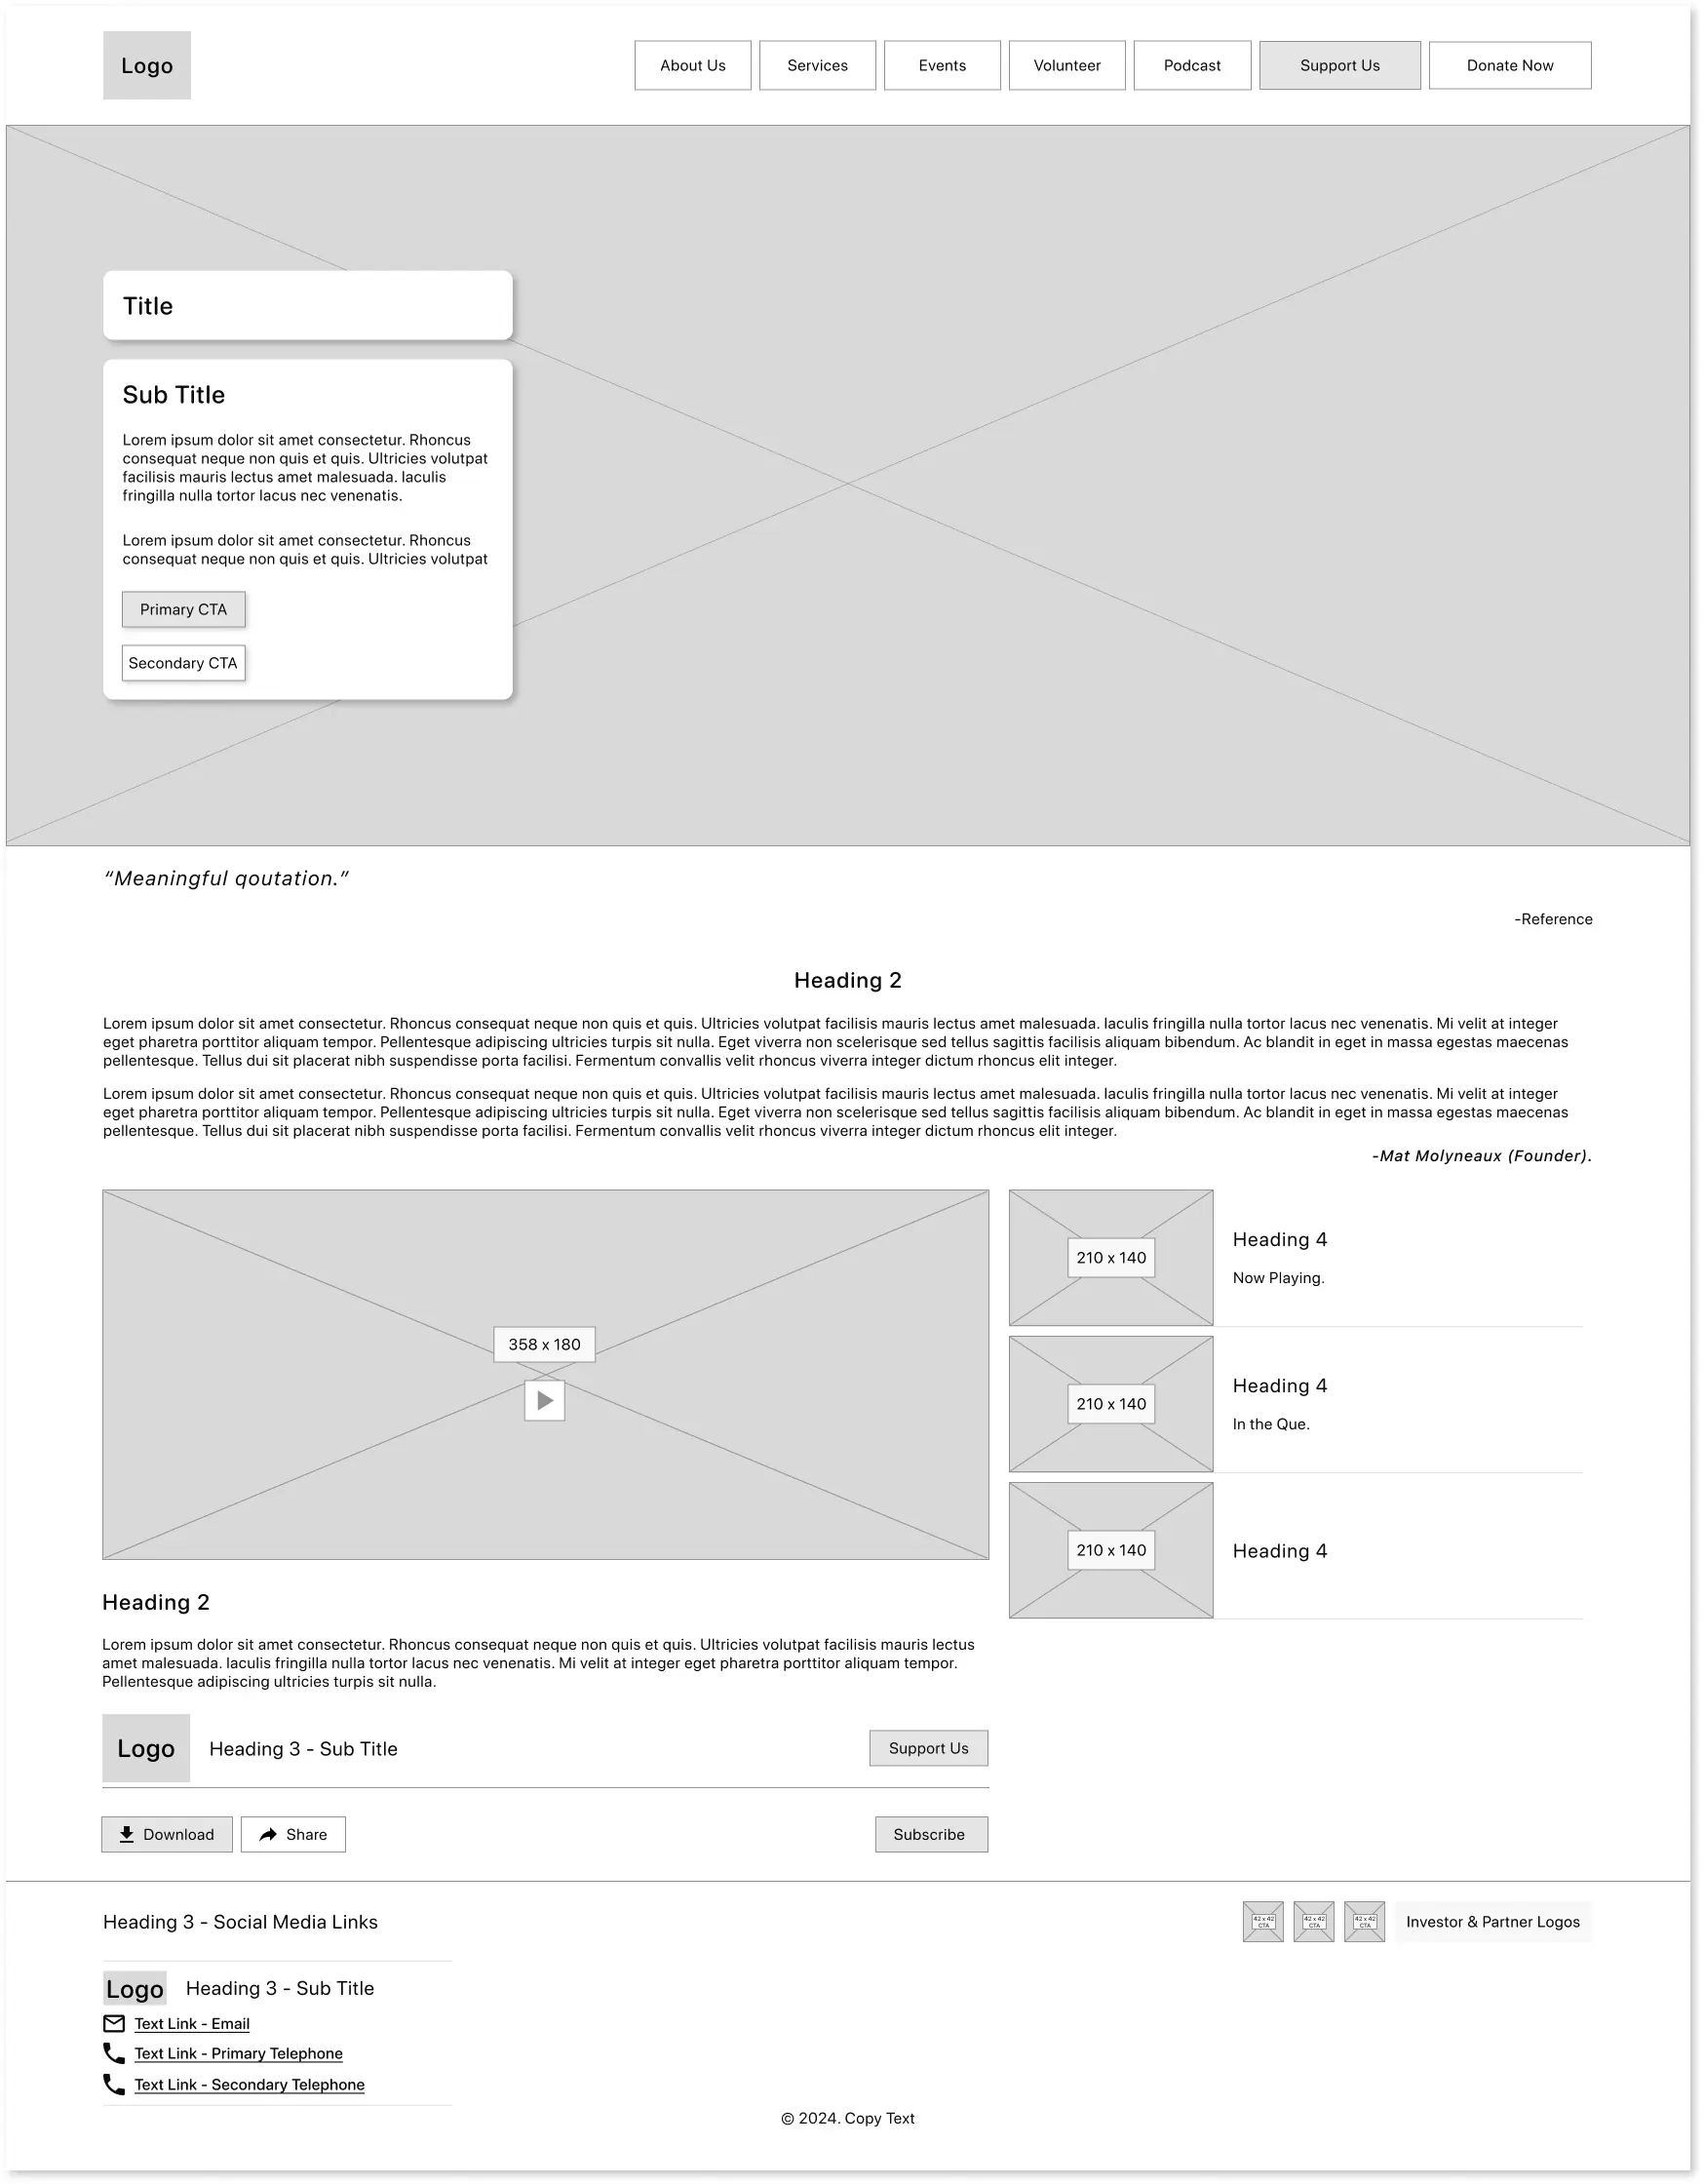 Logo
About Us
Services
Events
Volunteer
Podcast
Support Us
Donate Now
Title
Sub Title
Lorem ipsum dolor sit amet consectetur. Rhoncus
consequat neque non quis et quis. Ultricies volutpat
facilisis mauris lectus amet malesuada. Iaculis
fringilla nulla tortor lacus nec venenatis.
Lorem ipsum dolor sit amet consectetur. Rhoncus
consequat neque non quis et quis. Ultricies volutpat
Primary CTA
Secondary CTA
“Meaningful qoutation.”
-Reference
Heading 2
Lorem ipsum dolor sit amet consectetur. Rhoncus consequat neque non quis et quis. Ultricies volutpat facilisis mauris lectus amet malesuada. Iaculis fringilla nulla tortor lacus nec venenatis. Mi velit at integer
eget pharetra porttitor aliquam tempor. Pellentesque adipiscing ultricies turpis sit nulla. Eget viverra non scelerisque sed tellus sagittis facilisis aliquam bibendum. Ac blandit in eget in massa egestas maecenas
pellentesque. Tellus dui sit placerat nibh suspendisse porta facilisi. Fermentum convallis velit rhoncus viverra integer dictum rhoncus elit integer.
Lorem ipsum dolor sit amet consectetur. Rhoncus consequat neque non quis et quis. Ultricies volutpat facilisis mauris lectus amet malesuada. Iaculis fringilla nulla tortor lacus nec venenatis. Mi velit at integer
eget pharetra porttitor aliquam tempor. Pellentesque adipiscing ultricies turpis sit nulla. Eget viverra non scelerisque sed tellus sagittis facilisis aliquam bibendum. Ac blandit in eget in massa egestas maecenas
pellentesque. Tellus dui sit placerat nibh suspendisse porta facilisi. Fermentum convallis velit rhoncus viverra integer dictum rhoncus elit integer.
-Mat Molyneaux (Founder).
358 x 180
210 x 140
Heading 4
Now Playing.
210 x 140
Heading 4
In the Que.
210 x 140
Heading 4
Heading 2
Lorem ipsum dolor sit amet consectetur. Rhoncus consequat neque non quis et quis. Ultricies volutpat facilisis mauris lectus
amet malesuada. Iaculis fringilla nulla tortor lacus nec venenatis. Mi velit at integer eget pharetra porttitor aliquam tempor.
Pellentesque adipiscing ultricies turpis sit nulla.
Logo
Heading 3 - Sub Title
Support Us
Download
Share
Subscribe
Heading 3 - Social Media Links
42 x 42
CTA
42 x 42
CTA
42 x 42
CTA
Investor & Partner Logos
Logo
Heading 3 - Sub Title
Text Link - Email
Text Link - Primary Telephone
Text Link - Secondary Telephone
© 2024. Copy Text